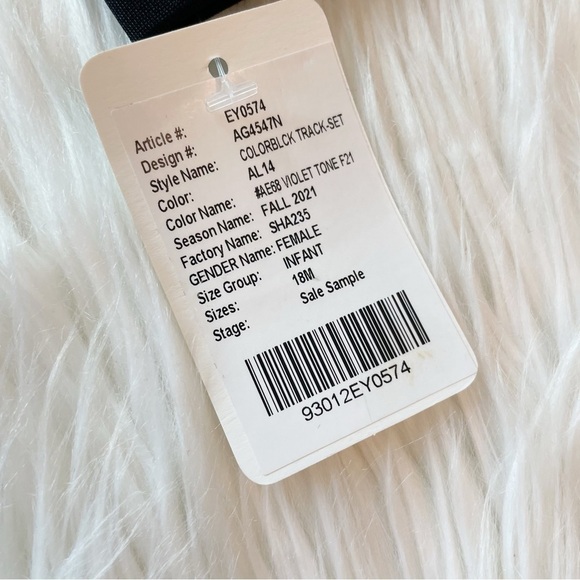 Article #: EY0574
Design #: AG4547N
Style Name: COLORBLCK TRACK-SET
Color: AL14
Color Name: #AE68 VIOLET TONE F21
Season Name: FALL 2021
Factory Name: SHA235
GENDER Name: FEMALE
Size Group: INFANT
Sizes: 18M
Stage: Sale Sample
93012EY0574